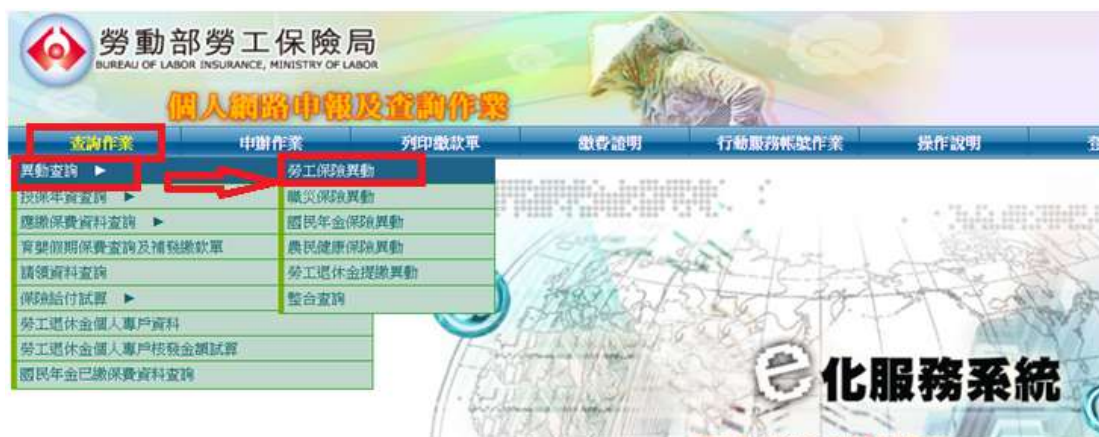 勞動部勞工保險局
BUREAU OF LABOR INSURANCE, MINISTRY OF LABOR
個人網路申報及查詢作業
查詢作業 申辦作業 列印繳款單 繳費證明 行動服務帳號作業 操作說明 登
異動查詢 ▶ 勞工保險異動
投保年資查詢 ▶ 職災保險異動
應繳保費資料查詢 ▶ 國民年金保險異動
育嬰假期保費查詢及補發繳款單 農民健康保險異動
請領資料查詢 勞工退休金提繳異動
保險給付試算 ▶ 整合查詢
勞工退休金個人專戶資料
勞工退休金個人專戶核發金額試算
國民年金已繳保費資料查詢
e化服務系統